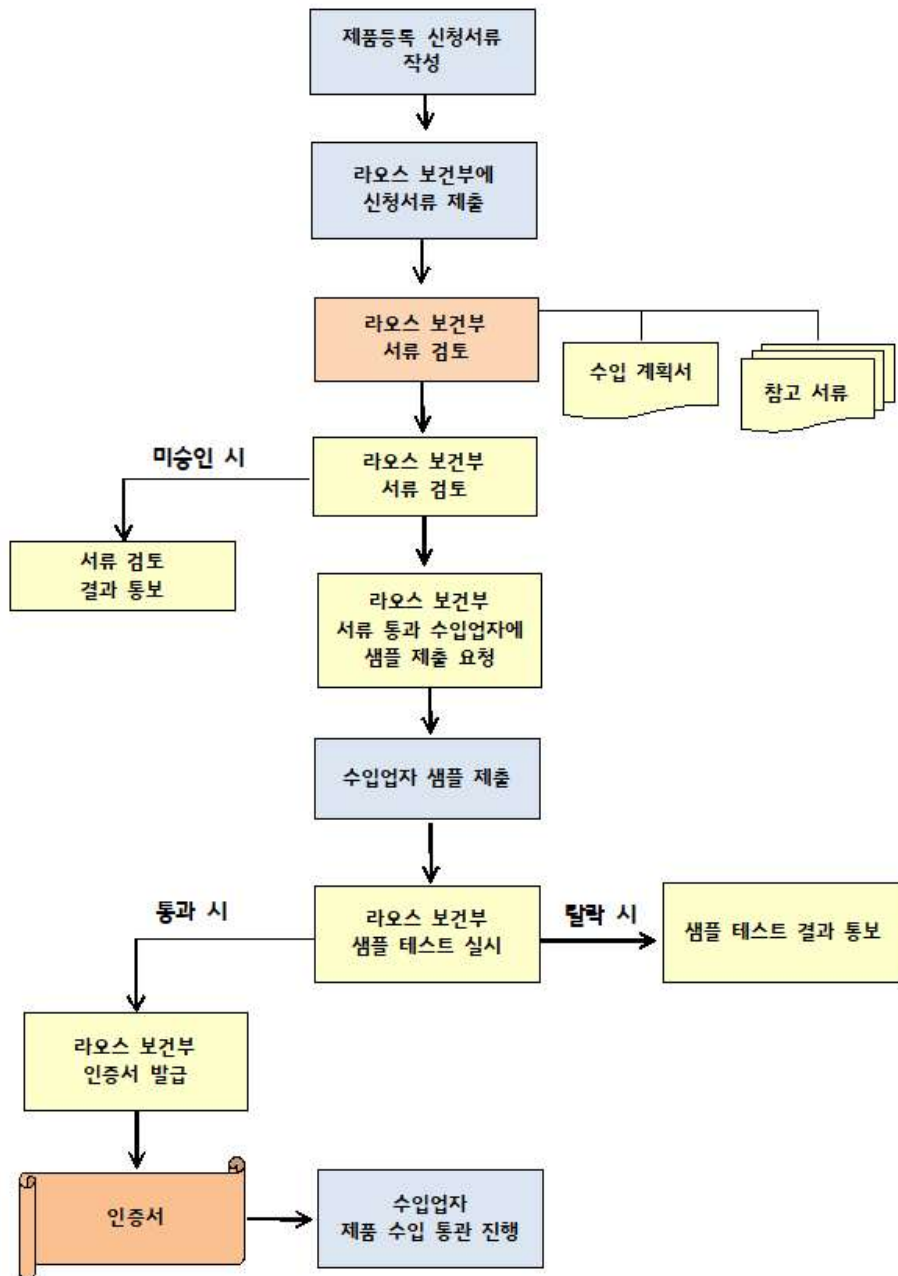 제품등록 신청서류
작성
라오스 보건부에
신청서류 제출
라오스 보건부
서류 검토
수입 계획서
참고 서류
미승인 시
라오스 보건부
서류 검토
서류 검토
결과 통보
라오스 보건부
서류 통과 수입업자에
샘플 제출 요청
수입업자 샘플 제출
통과 시
라오스 보건부
샘플 테스트 실시
탈락 시
샘플 테스트 결과 통보
라오스 보건부
인증서 발급
인증서
수입업자
제품 수입 통관 진행